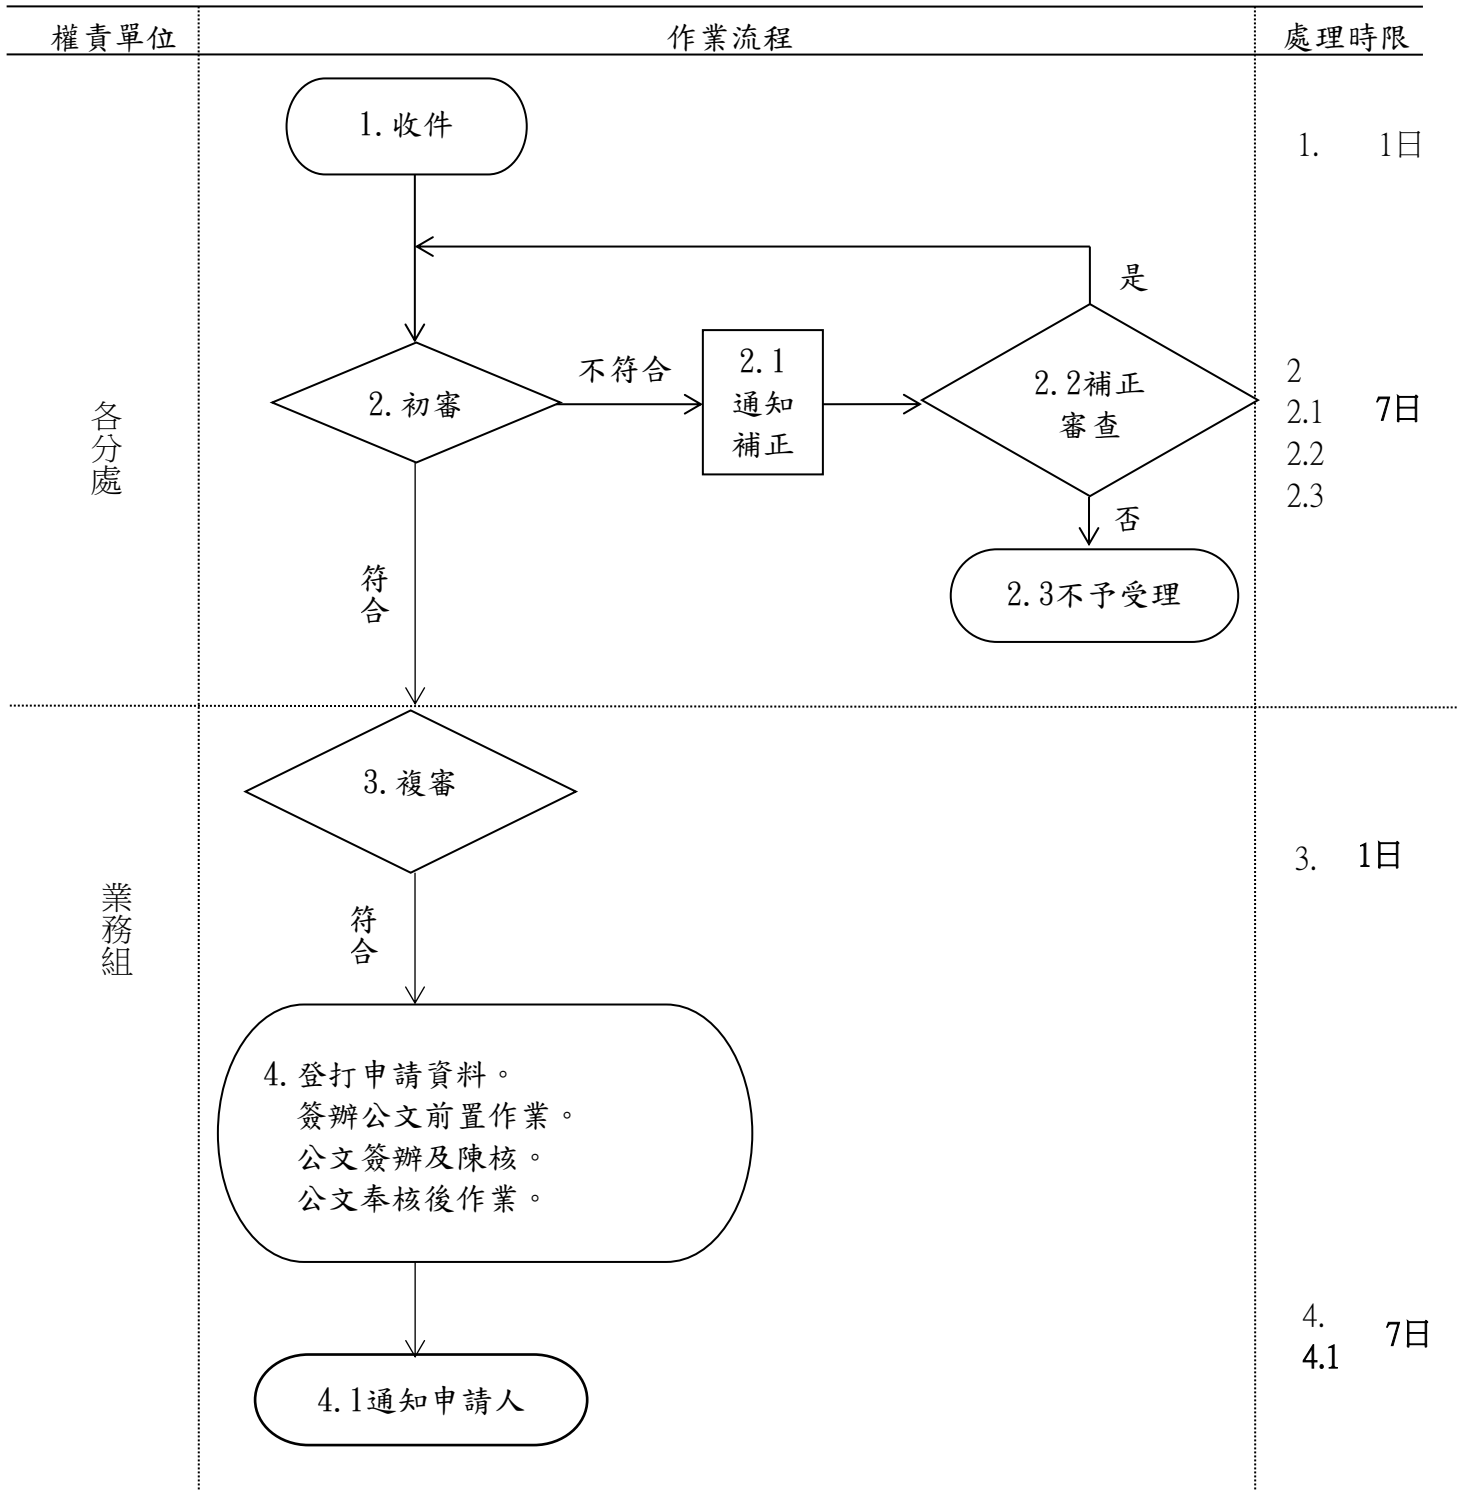 權責單位
作業流程
處理時限
1.收件
1. 1日
是
2.初審
不符合
2.1
通知
補正
2.2補正
審查
2
2.1 7日
2.2
2.3
各分處
否
2.3不予受理
符合
3.複審
3. 1日
業務組
符合
4.登打申請資料。
簽辦公文前置作業。
公文簽辦及陳核。
公文奉核後作業。
4. 7日
4.1
4.1通知申請人